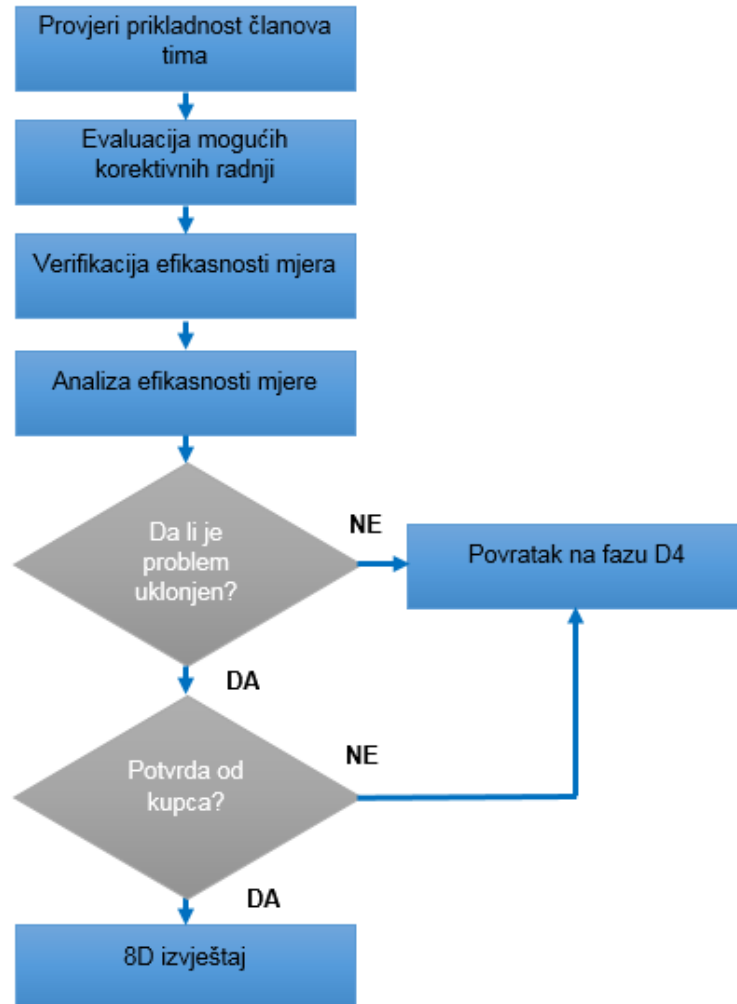 Provjeri prikladnost članova
tima
Evaluacija mogućih
korektivnih radnji
Verifikacija efikasnosti mjera
Analiza efikasnosti mjere
Da li je
problem
uklonjen?
NE
Povratak na fazu D4
DA
Potvrda od
kupca?
NE
DA
8D izvještaj